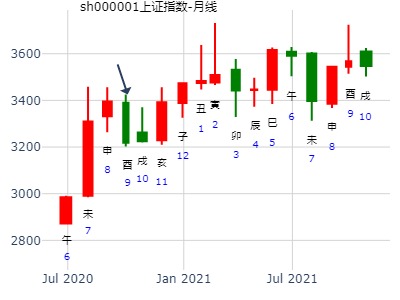 sh000001上证指数-月线
3600
3400
3200
3000
2800
午
6
未
7
申
8
酉
9
戌
10
亥
11
子
12
丑
1
寅
2
卯
3
辰
4
巳
5
午
6
未
7
申
8
酉
9
戌
10
Jul 2020
Jan 2021
Jul 2021